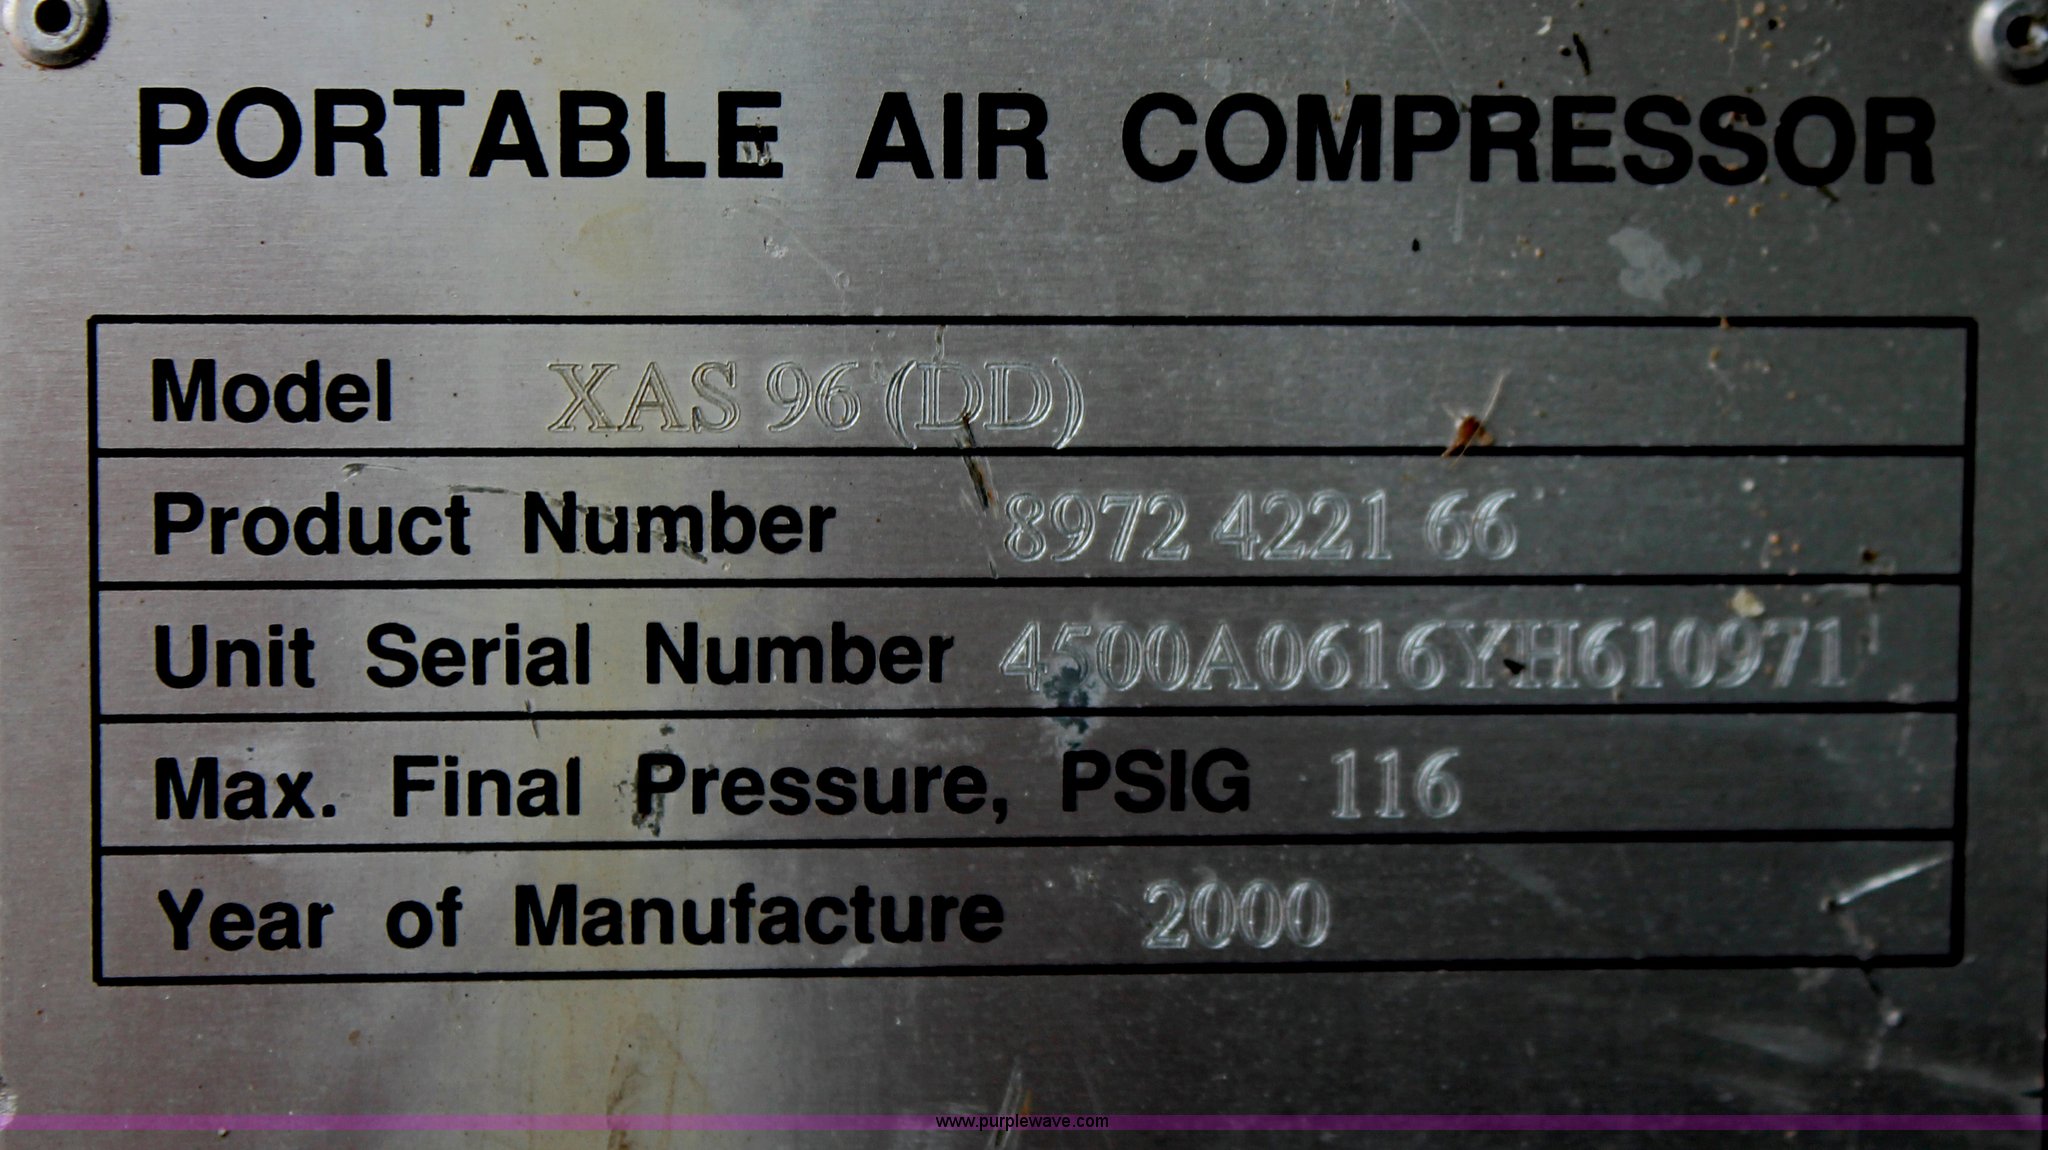 PORTABLE AIR COMPRESSOR
Model XAS 96 (DD)
Product Number 8972 4221 66
Unit Serial Number 4500A0616YH610971
Max. Final Pressure, PSIG 116
Year of Manufacture 2000
www.purplewave.com